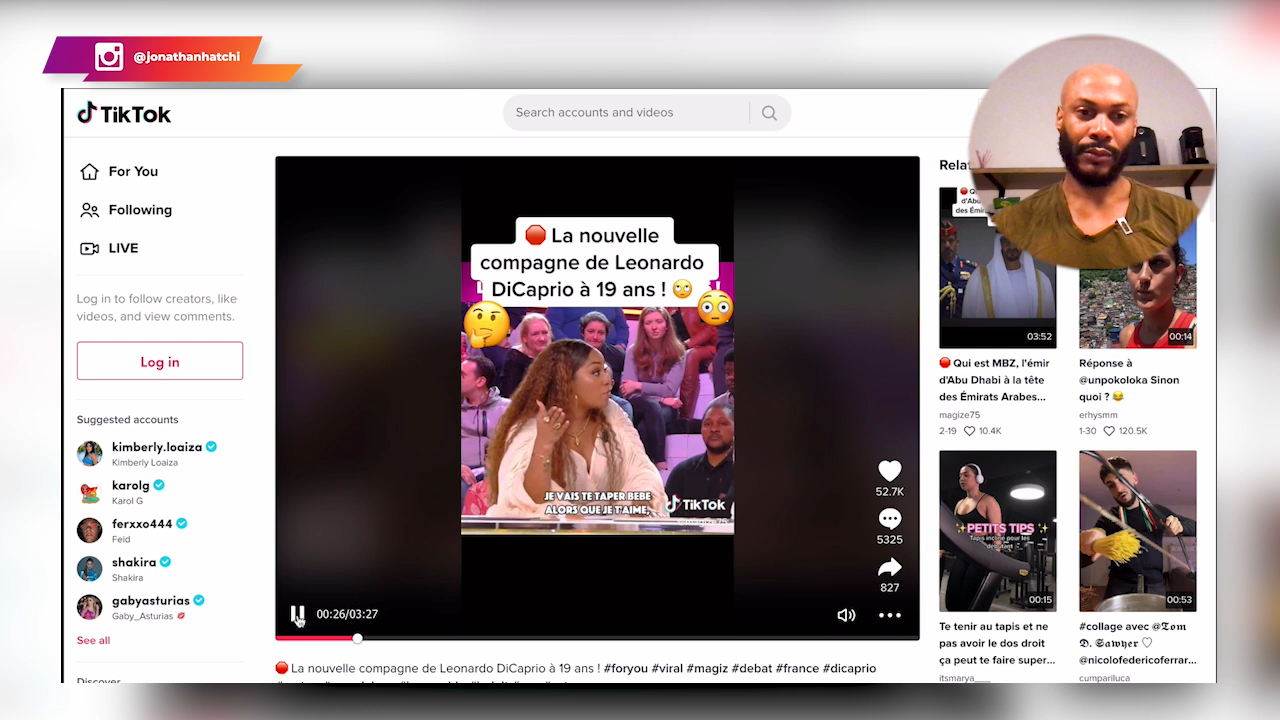 @jonathanhatchi
TikTok
Search accounts and videos
For You
Following
LIVE
Log in to follow creators, like
videos, and view comments.
Log in
Suggested accounts
kimberly.loaiza
Kimberly Loaiza
karolg
Karol G
ferxxo444
Feid
shakira
Shakira
gabyasturias
Gaby_Asturias
See all
🛑 La nouvelle
compagne de Leonardo
DiCaprio à 19 ans ! 🙄
JE VAIS TE TAPER BEBE
ALORS QUE JE T'AIME,
TikTok
52.7K
5325
827
00:26/03:27
🛑 La nouvelle compagne de Leonardo DiCaprio à 19 ans ! #foryou #viral #magiz #debat #france #dicaprio
03:52
🛑 Qui est MBZ, l'émir
d'Abu Dhabi à la tête
des Émirats Arabes...
magize75
2-19 10.4K
00:14
Réponse à
@unpokoloka Sinon
quoi ? 😂
erhysmm
1-30 120.5K
PETITS TIPS
Tapis incliné pour les
débutant
00:15
Te tenir au tapis et ne
pas avoir le dos droit
ça peut te faire super...
itsmarya___
00:53
#collage avec @𝕿𝖔𝖒
𝕯. 𝕾𝖆𝖜𝖞𝖊𝖗 ♡
@nicolofedericoferrar...
cumpariluca